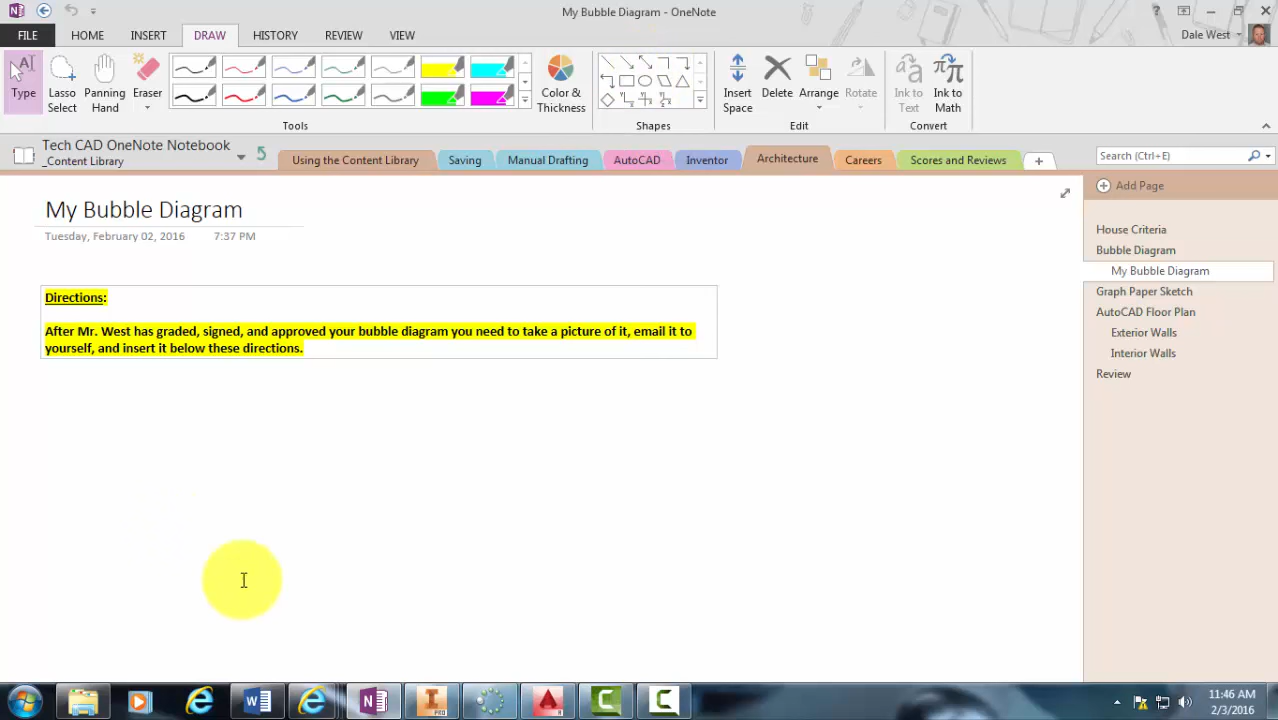 My Bubble Diagram - OneNote
?
FILE
HOME
INSERT
DRAW
HISTORY
REVIEW
VIEW
Dale West
Type
Lasso
Select
Panning
Hand
Eraser
Color &
Thickness
Insert
Space
Delete
Arrange
Rotate
Ink to
Text
Ink to
Math
Tools
Shapes
Edit
Convert
Tech CAD OneNote Notebook
_Content Library
Using the Content Library
Saving
Manual Drafting
AutoCAD
Inventor
Architecture
Careers
Scores and Reviews
+
Search (Ctrl+E)
Add Page
House Criteria
Bubble Diagram
My Bubble Diagram
Graph Paper Sketch
AutoCAD Floor Plan
Exterior Walls
Interior Walls
Review
My Bubble Diagram
Tuesday, February 02, 2016 7:37 PM
Directions:
After Mr. West has graded, signed, and approved your bubble diagram you need to take a picture of it, email it to
yourself, and insert it below these directions.
11:46 AM
2/3/2016